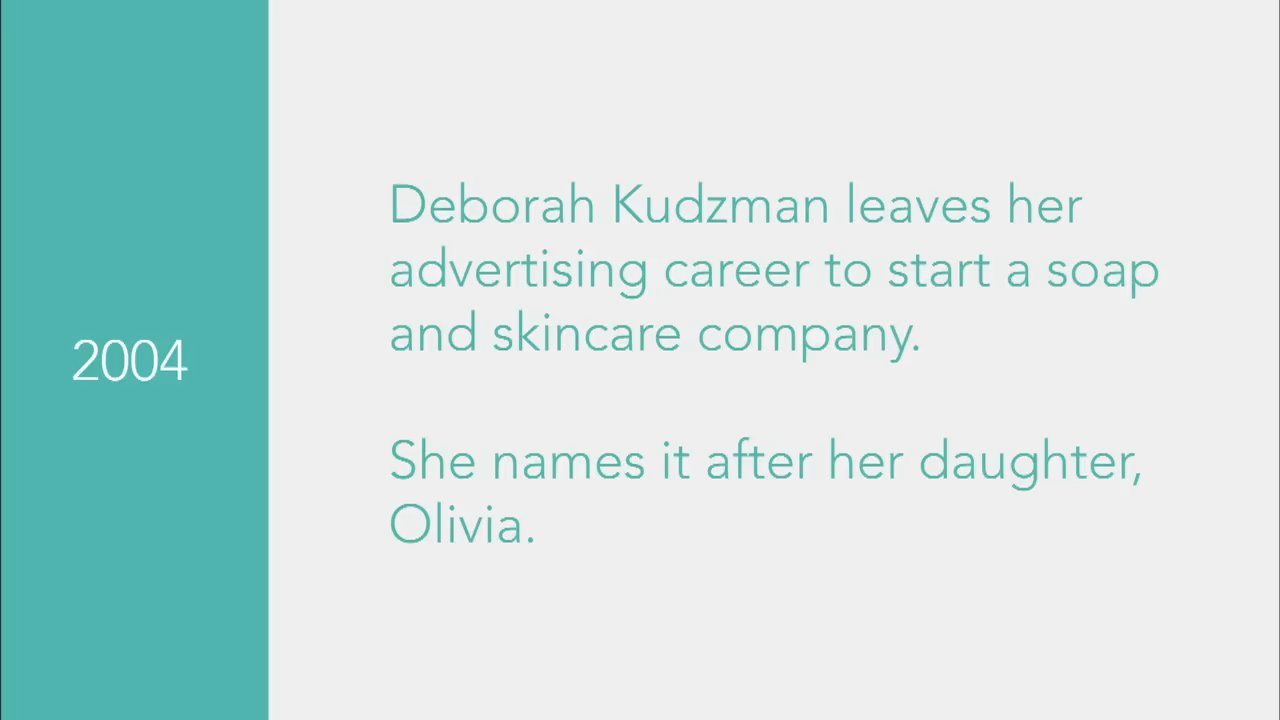 2004
Deborah Kudzman leaves her
advertising career to start a soap
and skincare company.
She names it after her daughter,
Olivia.